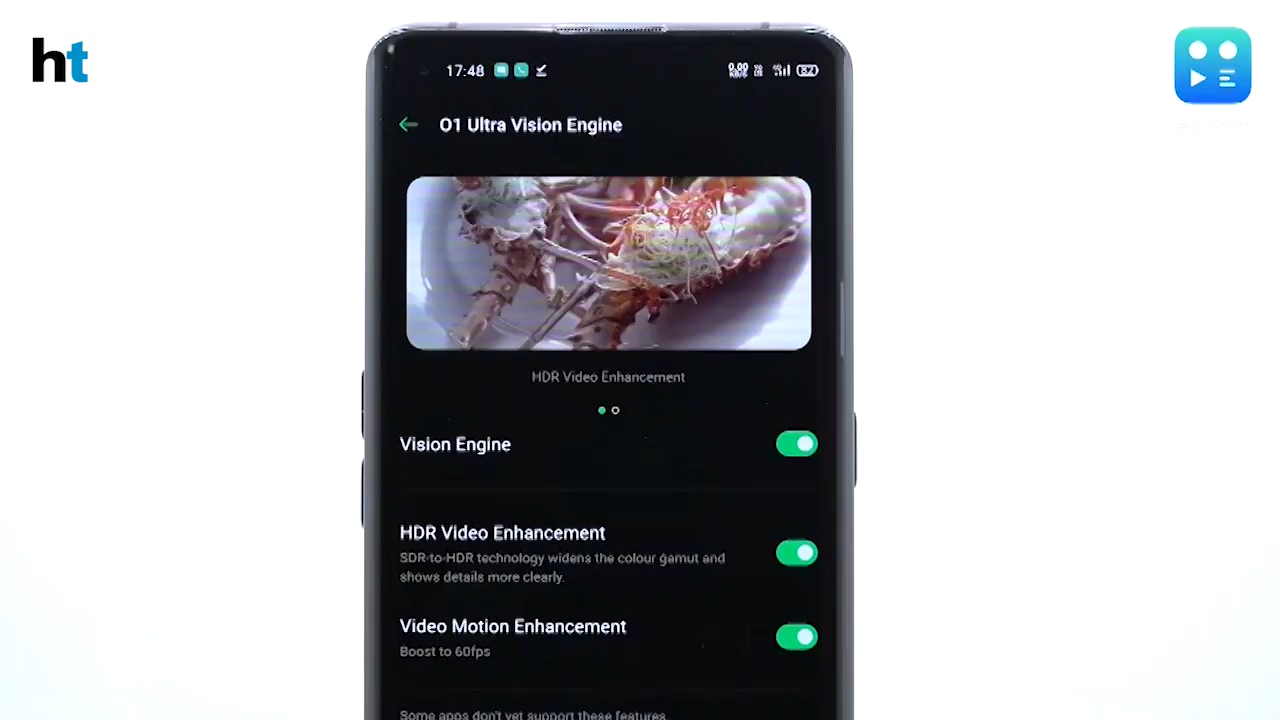 ht
17:48
82
O1 Ultra Vision Engine
HDR Video Enhancement
Vision Engine
HDR Video Enhancement
SDR-to-HDR technology widens the colour gamut and
shows details more clearly.
Video Motion Enhancement
Boost to 60fps
Some apps don't yet support these features.